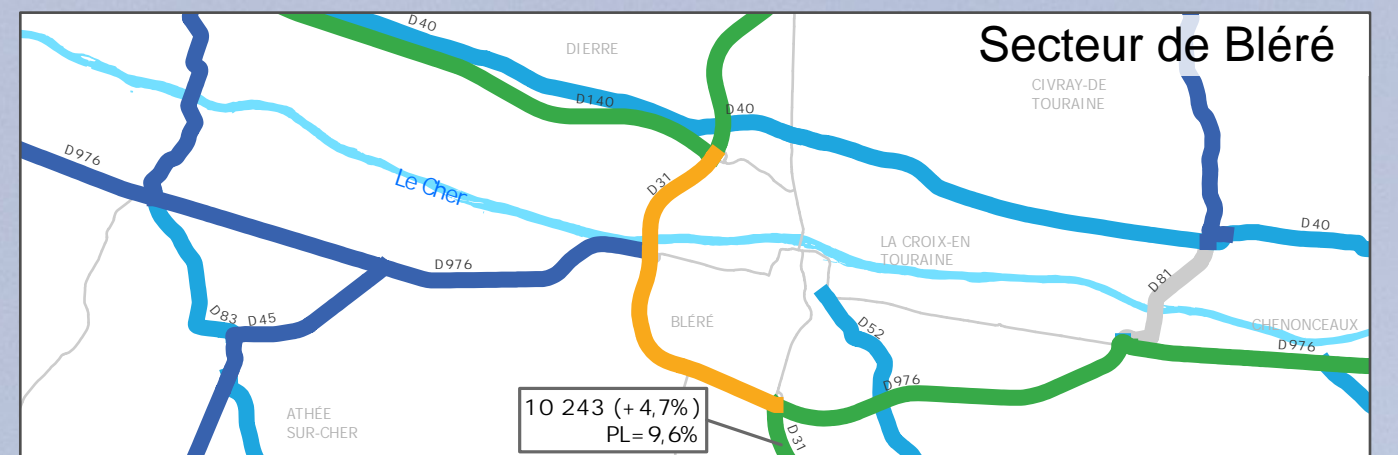 Secteur de Bléré
D40
DIERRE
CIVRAY-DE
TOURAINE
D140
D40
D976
D31
Le Cher
D40
LA CROIX-EN
TOURAINE
D976
D81
D83
D45
BLÉRÉ
D52
CHENONCEAUX
D976
D976
10 243 (+4,7%)
PL=9,6%
ATHÉE
SUR-CHER
D31